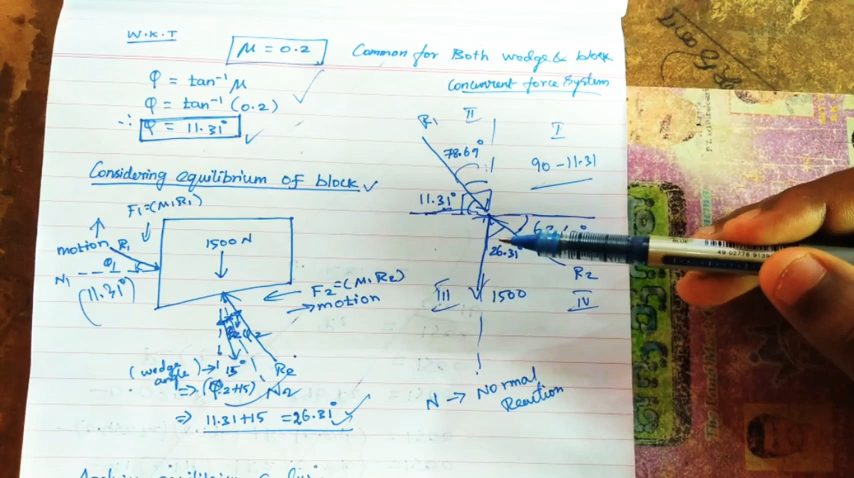 W.K.T
μ = 0.2
Common for Both wedge & block
Concurrent force System
φ = tan⁻¹ μ
φ = tan⁻¹ (0.2)
∴ φ = 11.31°
Considering equilibrium of block
F1=(μ,R1)
motion
R1
N1
φ1
(11.31°)
1500 N
F2=(μ,R2)
motion
(wedge angle) → 15°
R2
⇒ (φ2+15)
N2
⇒ 11.31+15 = 26.31°
R1
II
I
78.69°
90 - 11.31
11.31°
26.31°
R2
III
1500
IV
N → Normal Reaction